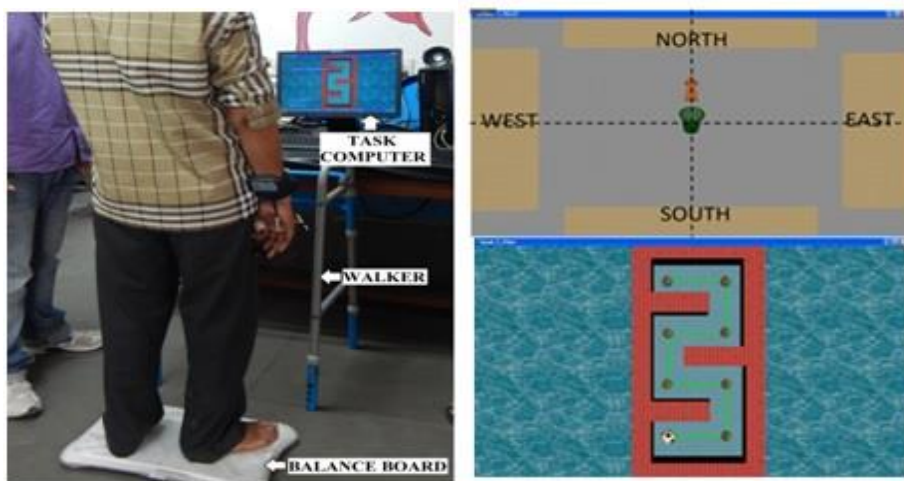 TASK
COMPUTER
WALKER
BALANCE BOARD
NORTH
WEST
EAST
SOUTH